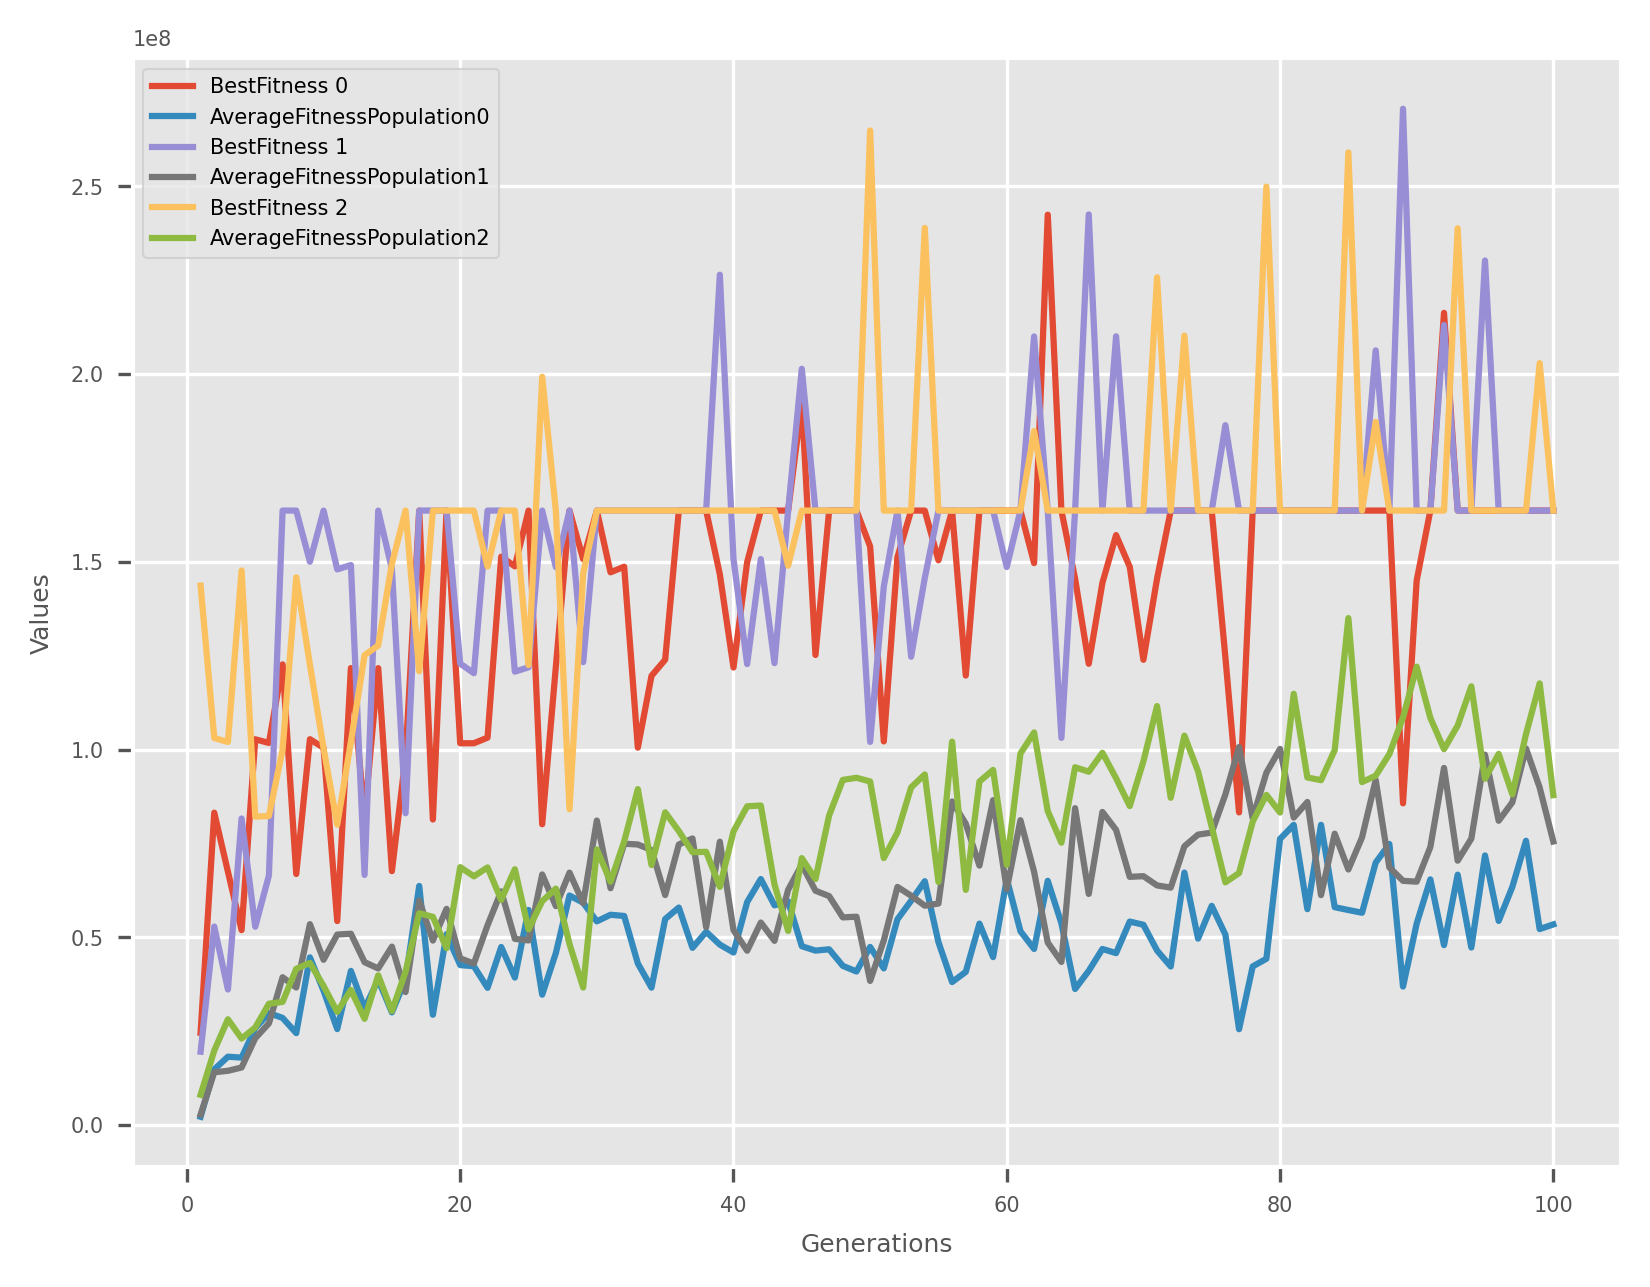 1e8
BestFitness 0
AverageFitnessPopulation0
BestFitness 1
AverageFitnessPopulation1
BestFitness 2
AverageFitnessPopulation2
2.5
2.0
1.5
1.0
0.5
0.0
Values
0 20 40 60 80 100
Generations